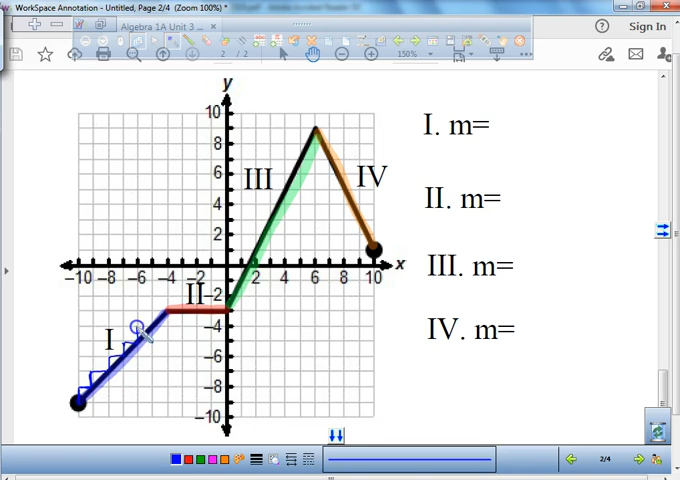 WorkSpace Annotation - Untitled, Page 2/4 (Zoom 100%)
Algebra 1A Unit 3
Sign In
/ 2
150%
y
10
8
6
4
2
III
IV
−10 −8 −6 −4 −2
2 4 6 8 10 x
II
−2
−4
−6
−8
−10
I
I. m=
II. m=
III. m=
IV. m=
2/4